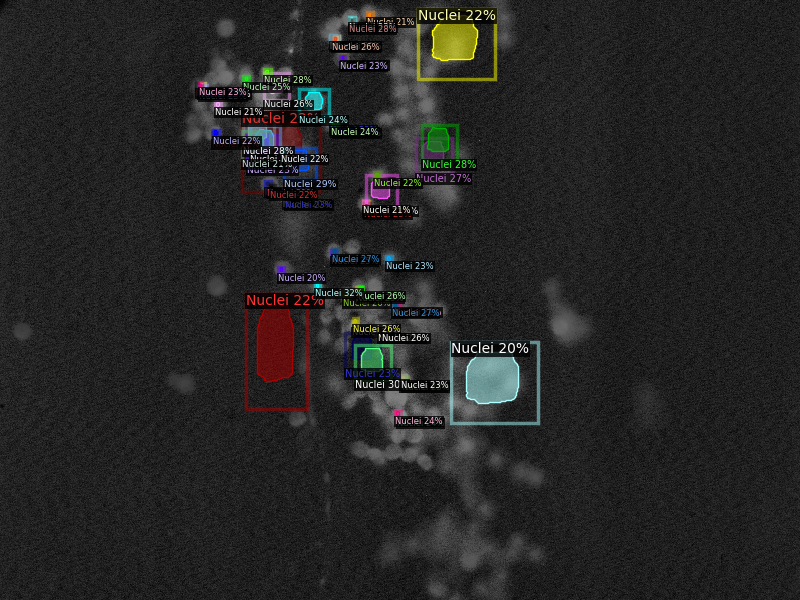 Nuclei 22%
Nuclei 21%
Nuclei 28%
Nuclei 26%
Nuclei 23%
Nuclei 28%
Nuclei 25%
Nuclei 23%
Nuclei 26%
Nuclei 21%
Nuclei 24%
Nuclei 24%
Nuclei 22%
Nuclei 28%
Nuclei 22%
Nuclei 28%
Nuclei 27%
Nuclei 29%
Nuclei 22%
Nuclei 22%
Nuclei 23%
Nuclei 21%
Nuclei 27%
Nuclei 23%
Nuclei 20%
Nuclei 32%
Nuclei 22%
Nuclei 27%
Nuclei 26%
Nuclei 26%
Nuclei 20%
Nuclei 23%
Nuclei 30
Nuclei 23%
Nuclei 24%